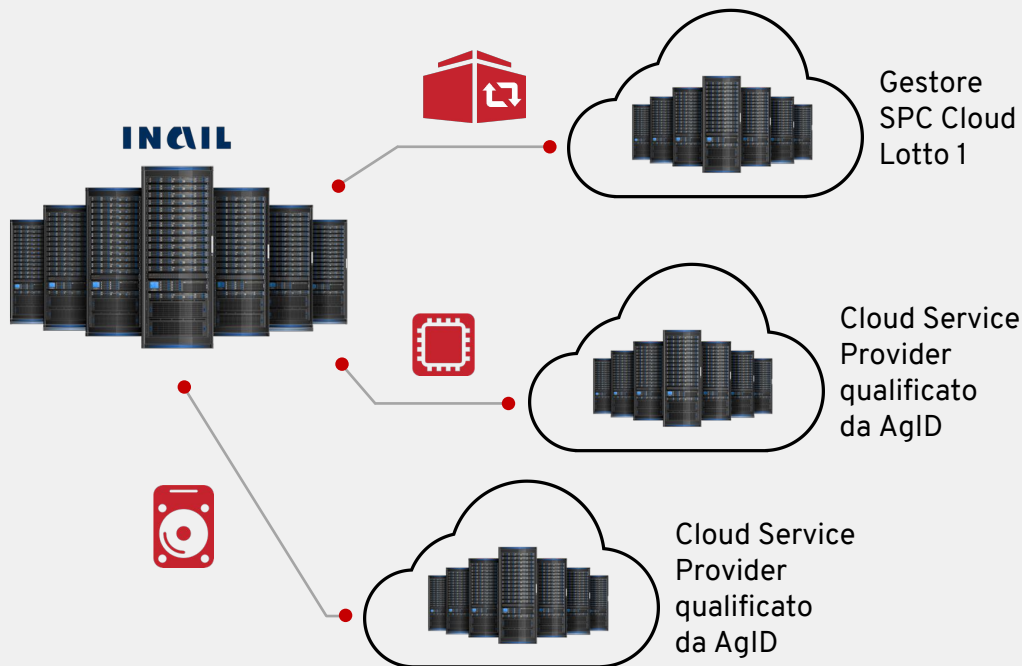 INAIL
Gestore
SPC Cloud
Lotto 1
Cloud Service
Provider
qualificato
da AgID
Cloud Service
Provider
qualificato
da AgID